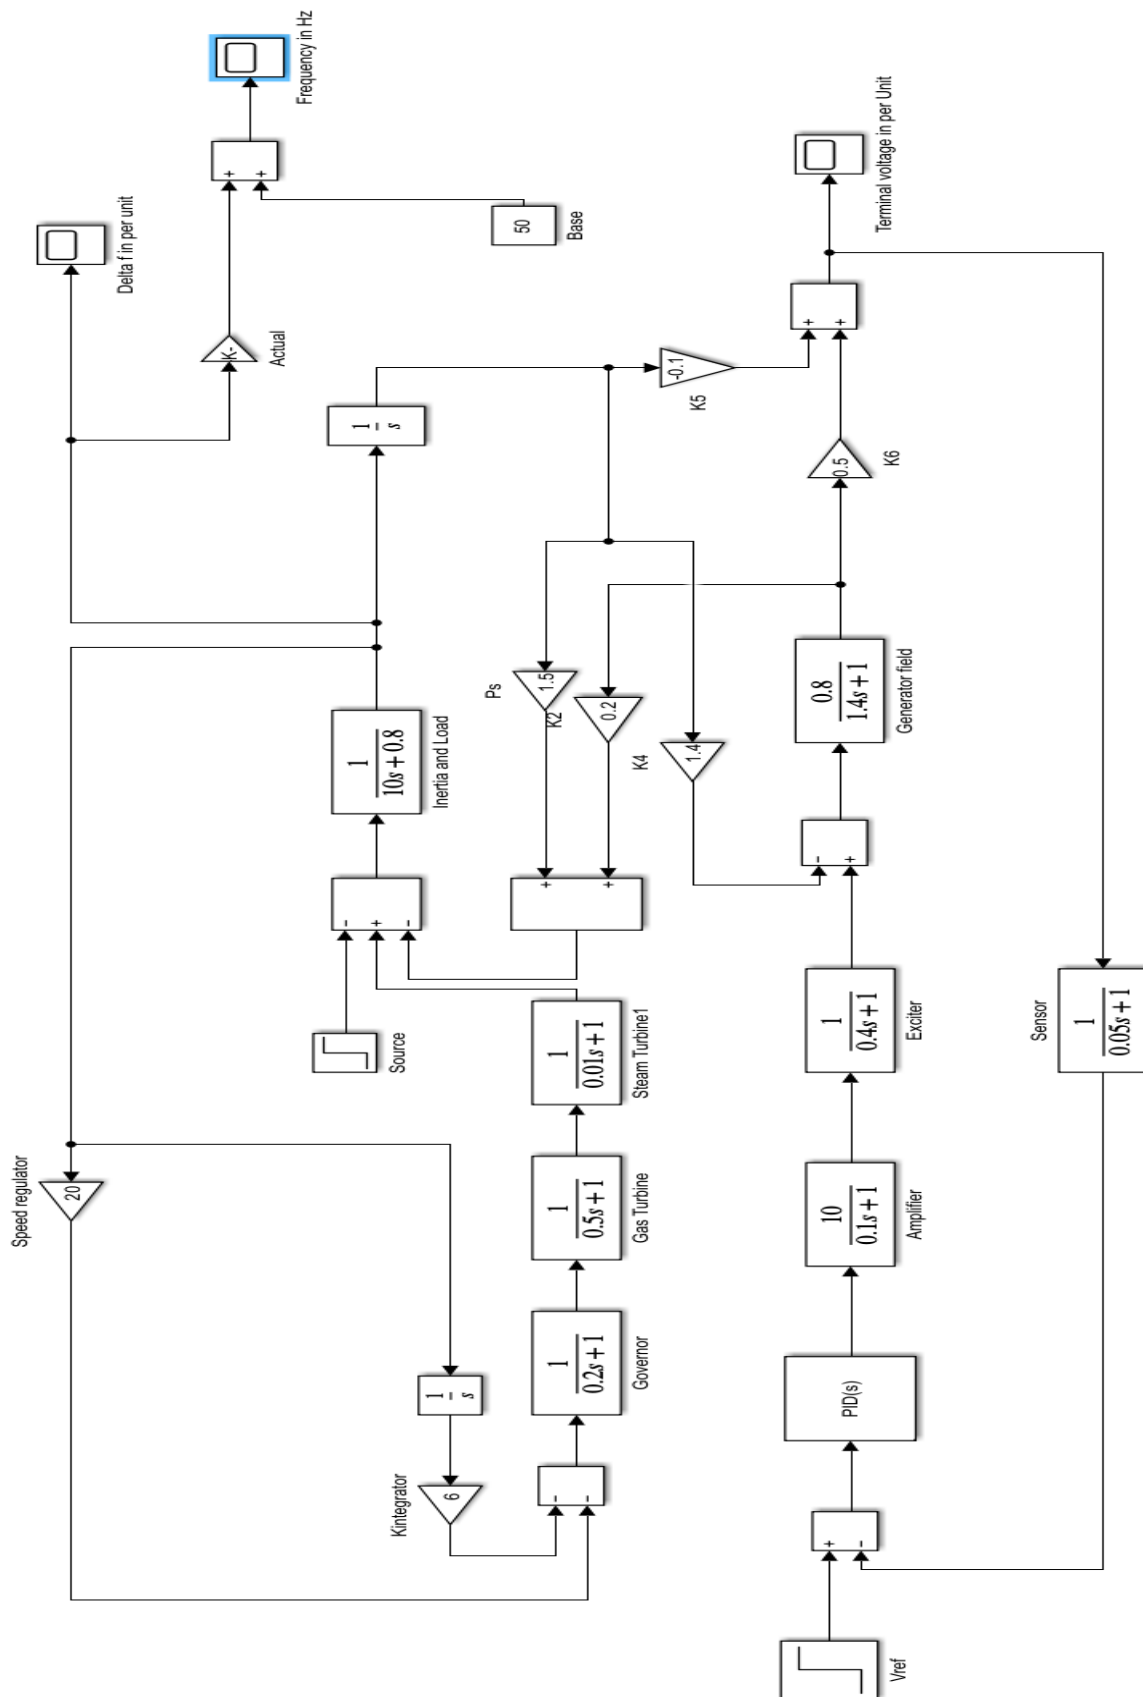 Speed regulator
20
Delta f in per unit
Frequency in Hz
+
+
K-
Actual
50
Base
Kintegrator
6
1
s
Source
-
+
-
1
10s + 0.8
Inertia and Load
1
s
-
-
1
0.2s + 1
Governor
1
0.5s + 1
Gas Turbine
1
0.01s + 1
Steam Turbine1
+
+
Ps
1.5
K2
0.2
K4
1.4
K5
-0.1
Vref
+
-
PID(s)
10
0.1s + 1
Amplifier
1
0.4s + 1
Exciter
-
+
0.8
1.4s + 1
Generator field
0.5
K6
+
+
Terminal voltage in per Unit
1
0.05s + 1
Sensor